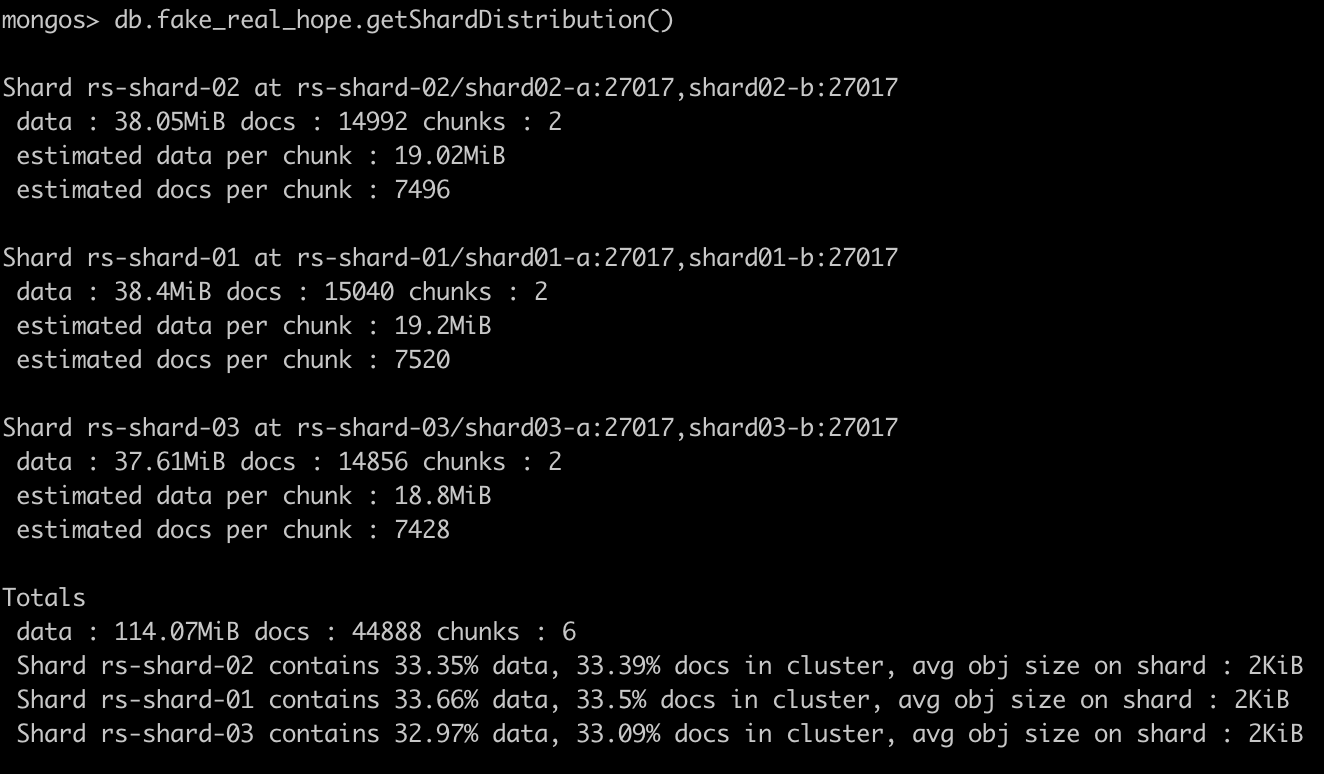 mongos> db.fake_real_hope.getShardDistribution()
Shard rs-shard-02 at rs-shard-02/shard02-a:27017,shard02-b:27017
data : 38.05MiB docs : 14992 chunks : 2
estimated data per chunk : 19.02MiB
estimated docs per chunk : 7496
Shard rs-shard-01 at rs-shard-01/shard01-a:27017,shard01-b:27017
data : 38.4MiB docs : 15040 chunks : 2
estimated data per chunk : 19.2MiB
estimated docs per chunk : 7520
Shard rs-shard-03 at rs-shard-03/shard03-a:27017,shard03-b:27017
data : 37.61MiB docs : 14856 chunks : 2
estimated data per chunk : 18.8MiB
estimated docs per chunk : 7428
Totals
data : 114.07MiB docs : 44888 chunks : 6
Shard rs-shard-02 contains 33.35% data, 33.39% docs in cluster, avg obj size on shard : 2KiB
Shard rs-shard-01 contains 33.66% data, 33.5% docs in cluster, avg obj size on shard : 2KiB
Shard rs-shard-03 contains 32.97% data, 33.09% docs in cluster, avg obj size on shard : 2KiB